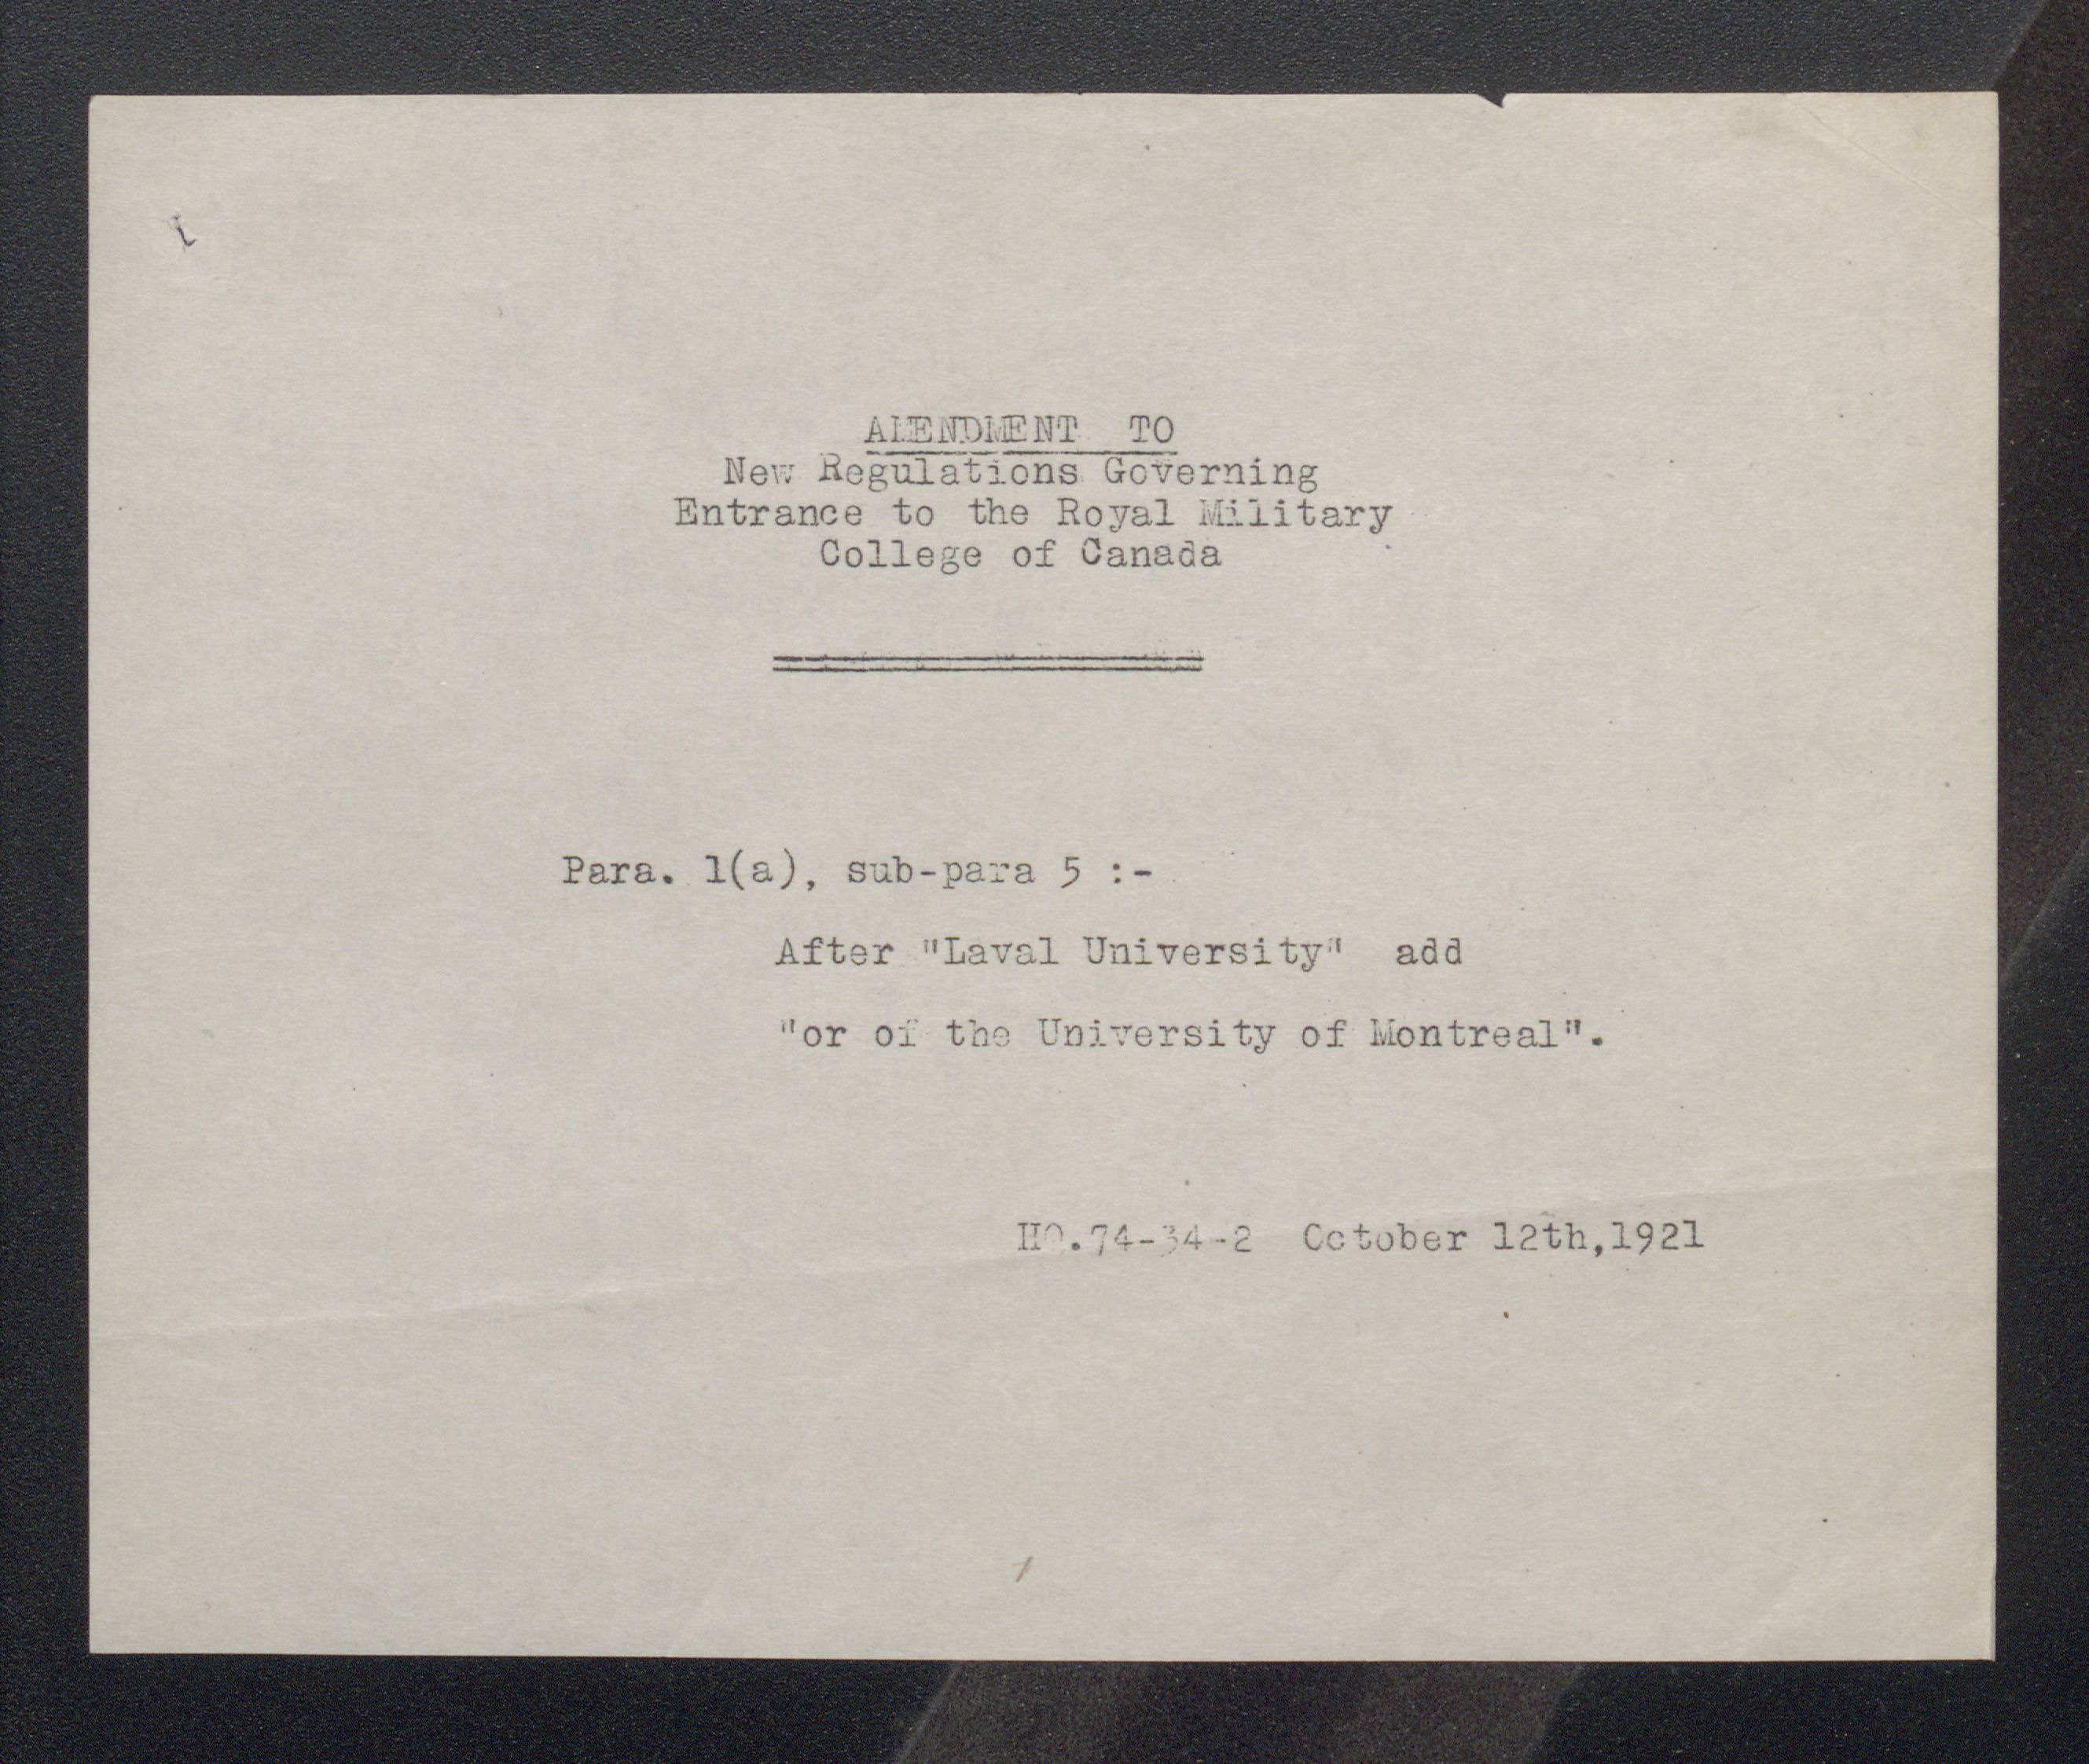 AMENDMENT TO
New Regulations Governing
Entrance to the Royal Military
College of Canada
Para. 1(a), sub-para 5 :-
After "Laval University" add
"or of the University of Montreal".
HQ.74-34-2 October 12th,1921